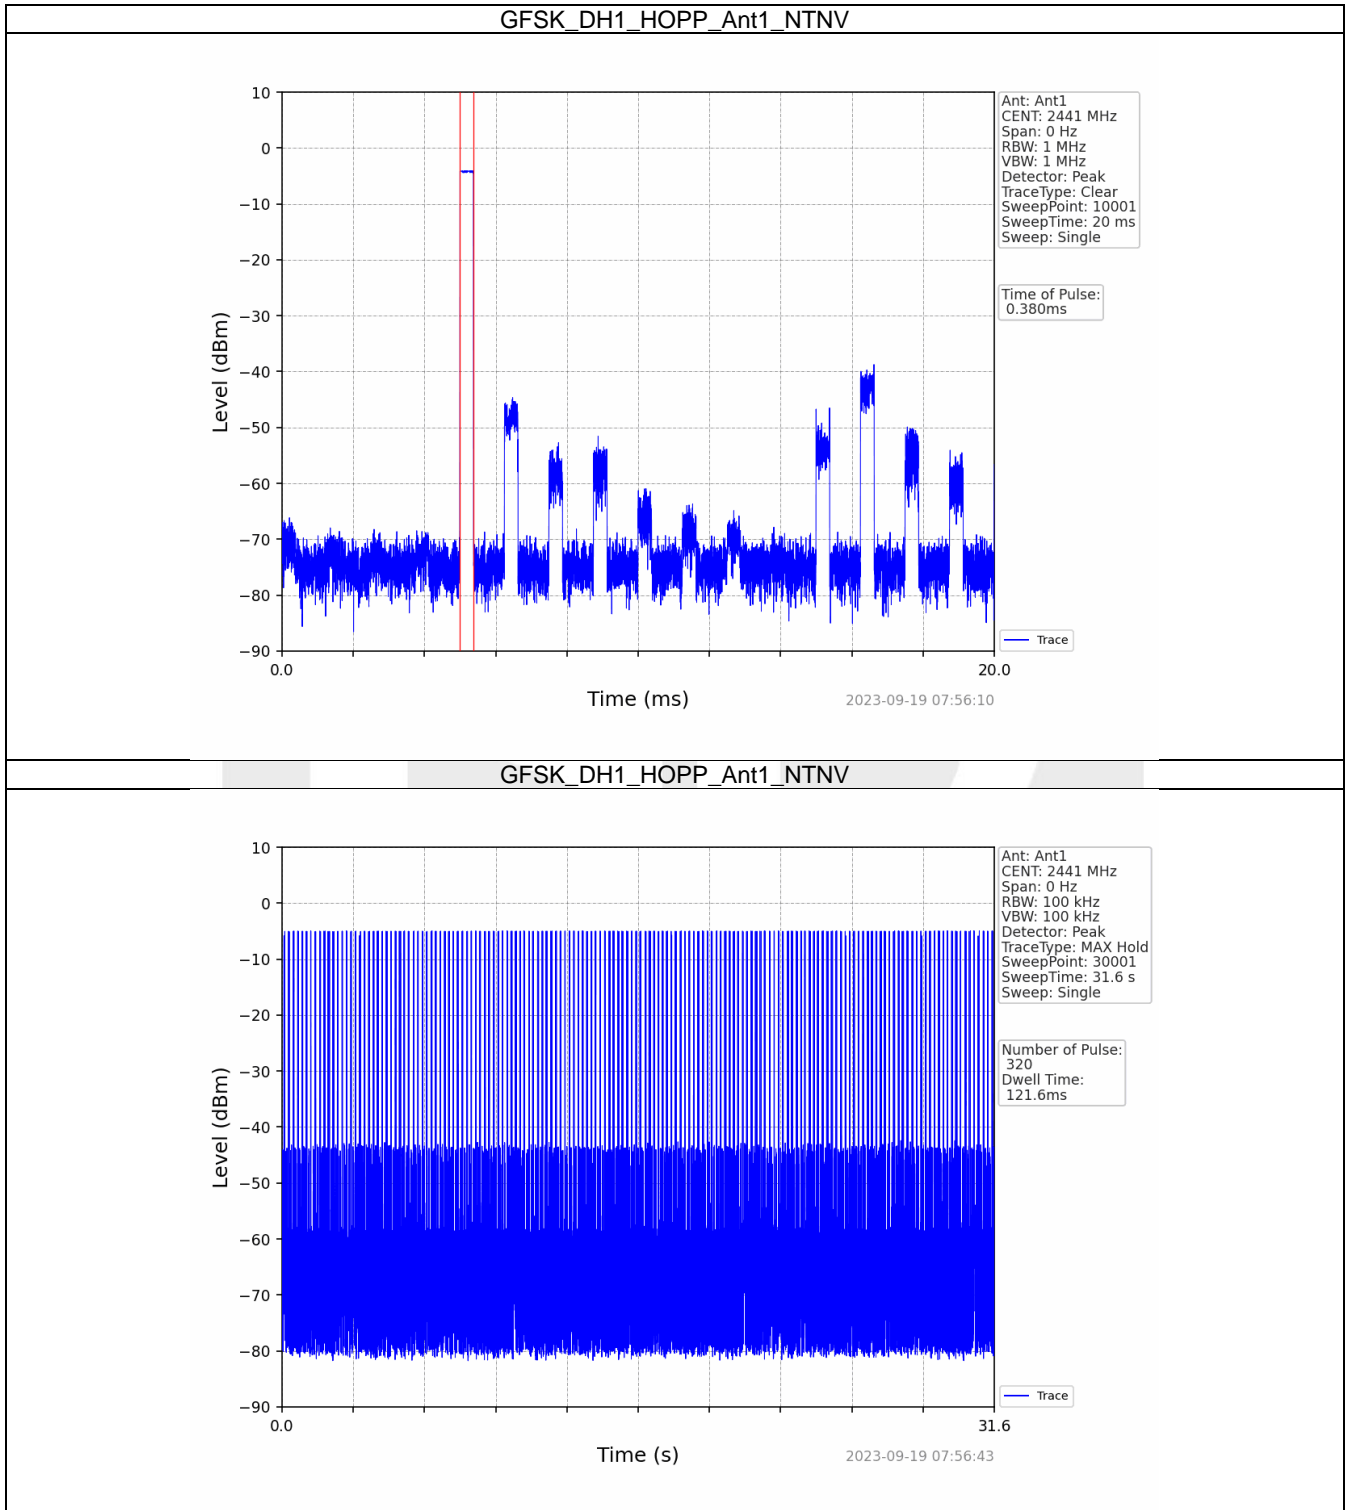 GFSK_DH1_HOPP_Ant1_NTNV
10
0
−10
−20
−30
−40
−50
−60
−70
−80
−90
Level (dBm)
0.0
20.0
Time (ms)
2023-09-19 07:56:10
Ant: Ant1
CENT: 2441 MHz
Span: 0 Hz
RBW: 1 MHz
VBW: 1 MHz
Detector: Peak
TraceType: Clear
SweepPoint: 10001
SweepTime: 20 ms
Sweep: Single
Time of Pulse:
0.380ms
Trace
GFSK_DH1_HOPP_Ant1_NTNV
10
0
−10
−20
−30
−40
−50
−60
−70
−80
−90
Level (dBm)
0.0
31.6
Time (s)
2023-09-19 07:56:43
Ant: Ant1
CENT: 2441 MHz
Span: 0 Hz
RBW: 100 kHz
VBW: 100 kHz
Detector: Peak
TraceType: MAX Hold
SweepPoint: 30001
SweepTime: 31.6 s
Sweep: Single
Number of Pulse:
320
Dwell Time:
121.6ms
Trace